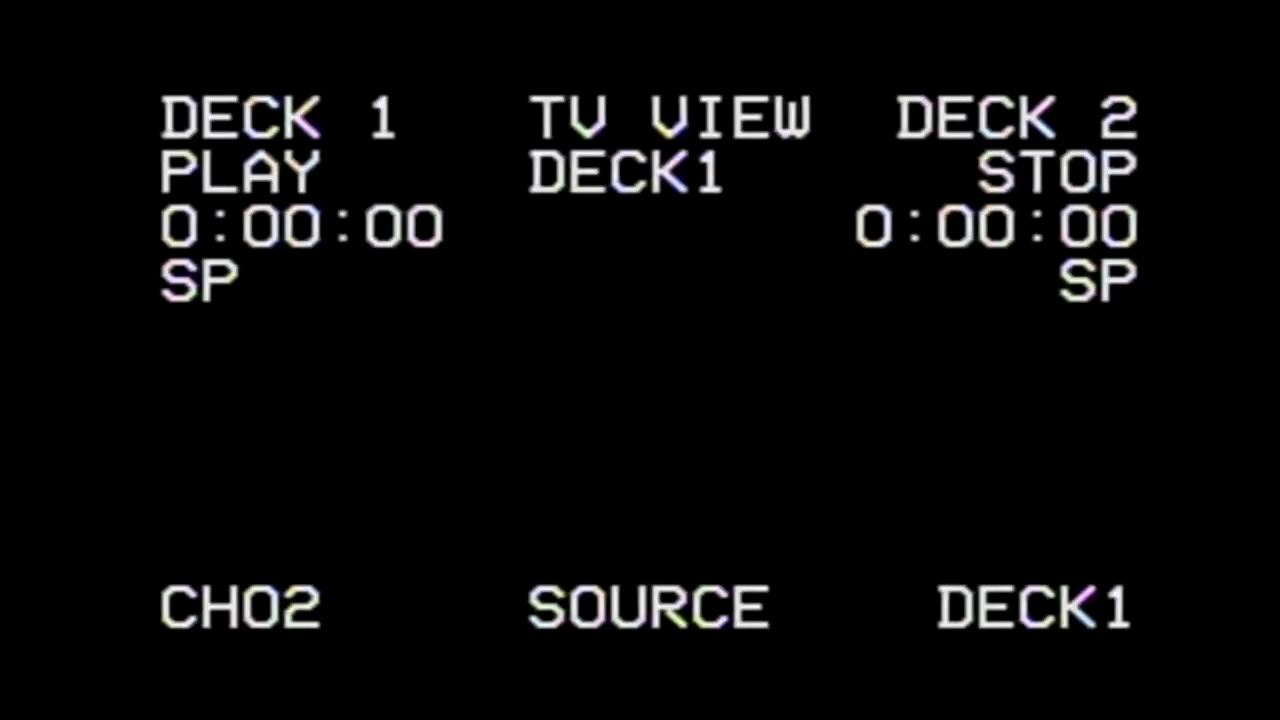 DECK 1 TV VIEW DECK 2
PLAY DECK1 STOP
0:00:00 0:00:00
SP SP
CH02 SOURCE DECK1